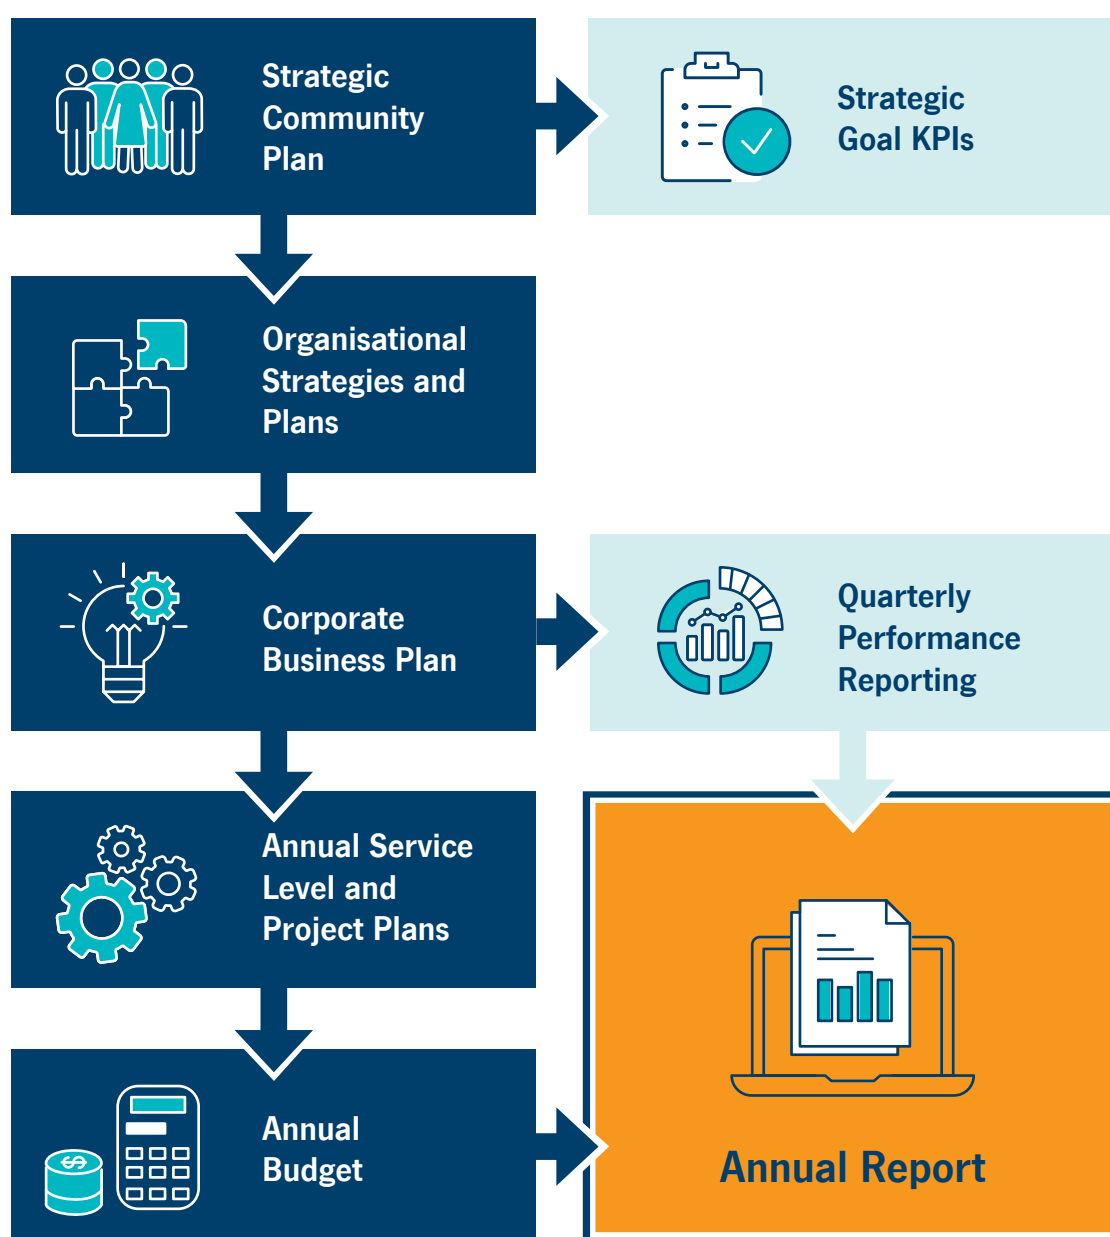 Strategic
Community
Plan
Strategic
Goal KPIs
Organisational
Strategies and
Plans
Corporate
Business Plan
Quarterly
Performance
Reporting
Annual Service
Level and
Project Plans
Annual
Budget
$
Annual Report